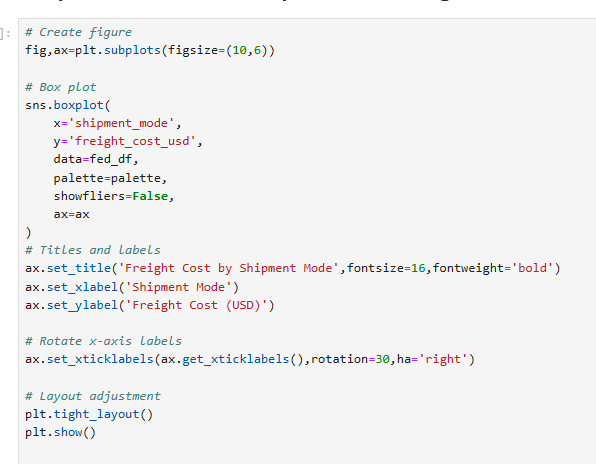 ]:
# Create figure
fig,ax=plt.subplots(figsize=(10,6))
# Box plot
sns.boxplot(
    x='shipment_mode',
    y='freight_cost_usd',
    data=fed_df,
    palette=palette,
    showfliers=False,
    ax=ax
)
# Titles and labels
ax.set_title('Freight Cost by Shipment Mode',fontsize=16,fontweight='bold')
ax.set_xlabel('Shipment Mode')
ax.set_ylabel('Freight Cost (USD)')
# Rotate x-axis labels
ax.set_xticklabels(ax.get_xticklabels(),rotation=30,ha='right')
# Layout adjustment
plt.tight_layout()
plt.show()